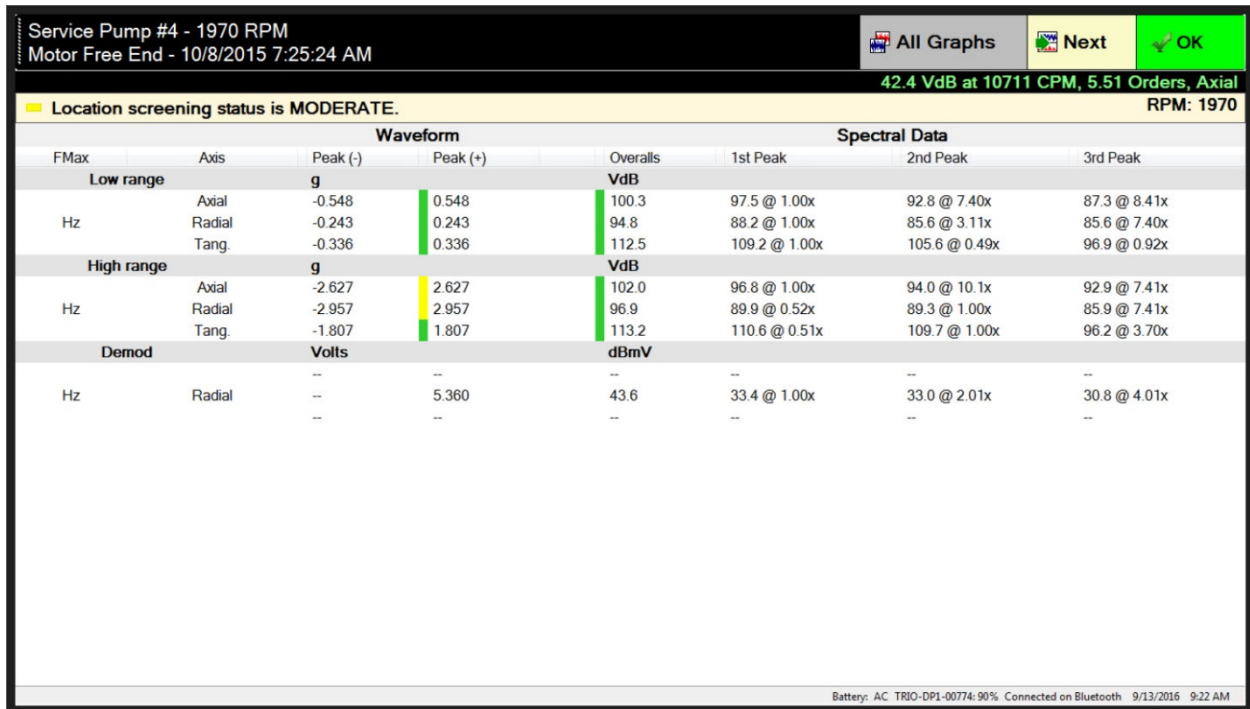 Service Pump #4 - 1970 RPM
Motor Free End - 10/8/2015 7:25:24 AM
All Graphs
Next
OK
42.4 VdB at 10711 CPM, 5.51 Orders, Axial
Location screening status is MODERATE.
RPM: 1970
Waveform Spectral Data
FMax Axis Peak (-) Peak (+) Overalls 1st Peak 2nd Peak 3rd Peak
Low range g VdB
Axial -0.548 0.548 100.3 97.5 @ 1.00x 92.8 @ 7.40x 87.3 @ 8.41x
Hz Radial -0.243 0.243 94.8 88.2 @ 1.00x 85.6 @ 3.11x 85.6 @ 7.40x
Tang. -0.336 0.336 112.5 109.2 @ 1.00x 105.6 @ 0.49x 96.9 @ 0.92x
High range g VdB
Axial -2.627 2.627 102.0 96.8 @ 1.00x 94.0 @ 10.1x 92.9 @ 7.41x
Hz Radial -2.957 2.957 96.9 89.9 @ 0.52x 89.3 @ 1.00x 85.9 @ 7.41x
Tang. -1.807 1.807 113.2 110.6 @ 0.51x 109.7 @ 1.00x 96.2 @ 3.70x
Demod Volts dBmV
-- -- -- -- -- --
Hz Radial -- 5.360 43.6 33.4 @ 1.00x 33.0 @ 2.01x 30.8 @ 4.01x
-- -- -- -- -- --
Battery: AC TRIO-DP1-00774: 90% Connected on Bluetooth 9/13/2016 9:22 AM